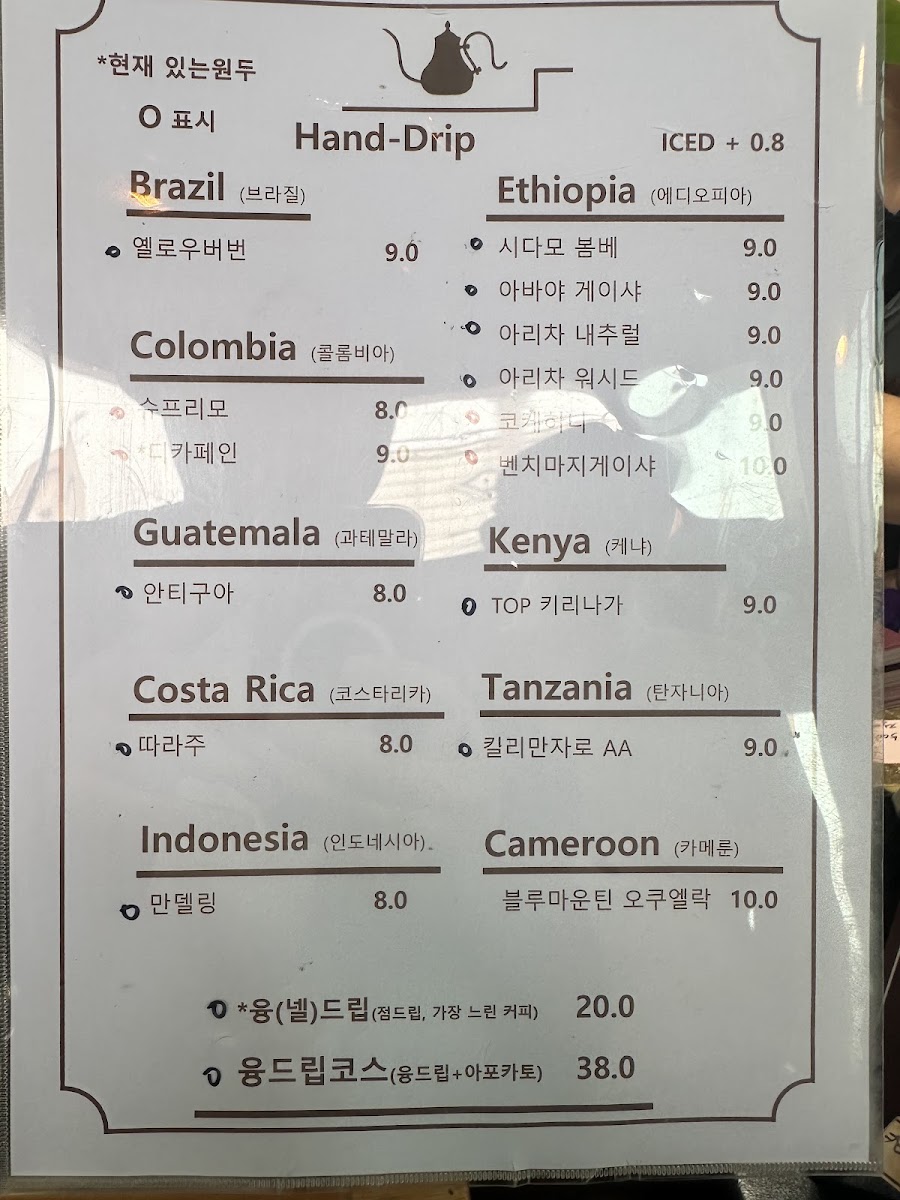 *현재 있는원두
O 표시
Hand-Drip
ICED + 0.8
Brazil (브라질)
옐로우버번 9.0
Colombia (콜롬비아)
수프리모 8.0
*디카페인 9.0
Guatemala (과테말라)
안티구아 8.0
Costa Rica (코스타리카)
따라주 8.0
Indonesia (인도네시아)
만델링 8.0
Ethiopia (에디오피아)
시다모 봄베 9.0
아바야 게이샤 9.0
아리차 내추럴 9.0
아리차 워시드 9.0
코케허니 9.0
벤치마지게이샤 10.0
Kenya (케냐)
TOP 키리나가 9.0
Tanzania (탄자니아)
킬리만자로 AA 9.0
Cameroon (카메룬)
블루마운틴 오쿠엘락 10.0
*융(넬)드립(점드립, 가장 느린 커피) 20.0
융드립코스(융드립+아포카토) 38.0